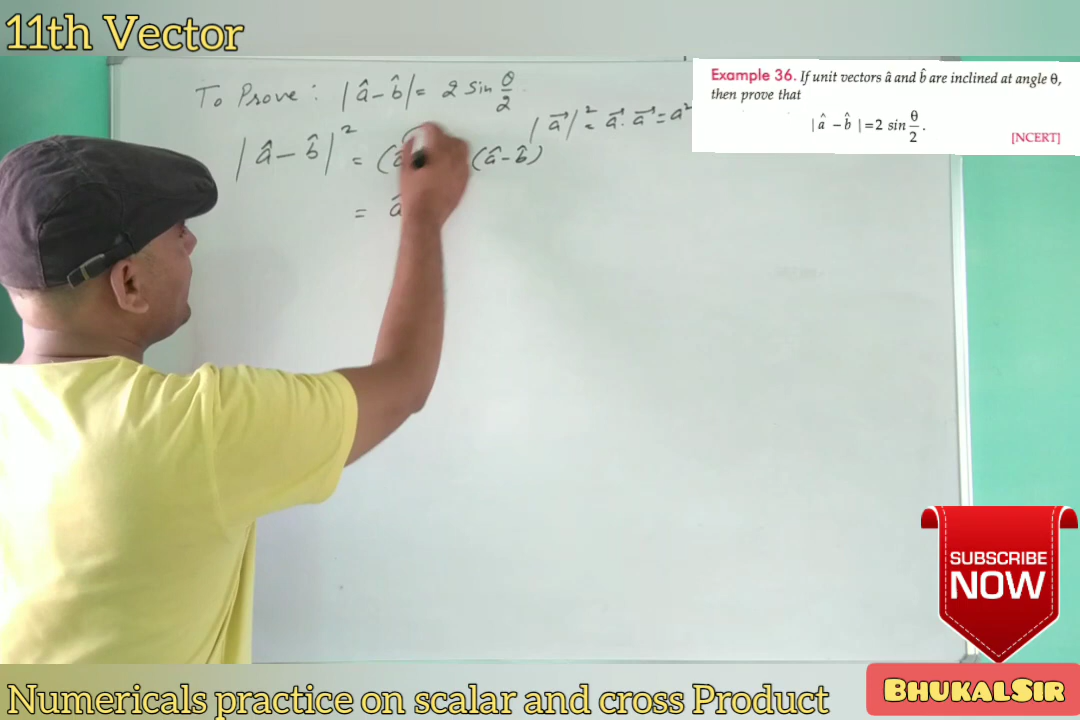 11th Vector
To Prove: |â-b̂| = 2 sin θ/2
|a⃗|² = a⃗. a⃗ = a²
|â - b̂|² = (â (â-b̂)
= a
Example 36. If unit vectors â and b̂ are inclined at angle θ,
then prove that
|â - b̂| = 2 sin θ/2.
[NCERT]
SUBSCRIBE
NOW
Numericals practice on scalar and cross Product
BHUKALSIR